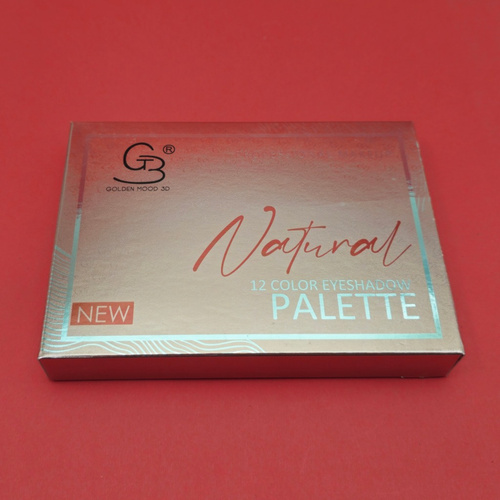 GB®
GOLDEN MOOD 3D
Natural
12 COLOR EYESHADOW
PALETTE
NEW